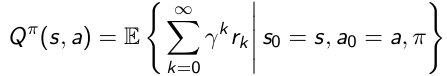 Q^π(s, a) = 𝔼 { ∑_{k=0}^{∞} γ^k r_k | s_0 = s, a_0 = a, π }